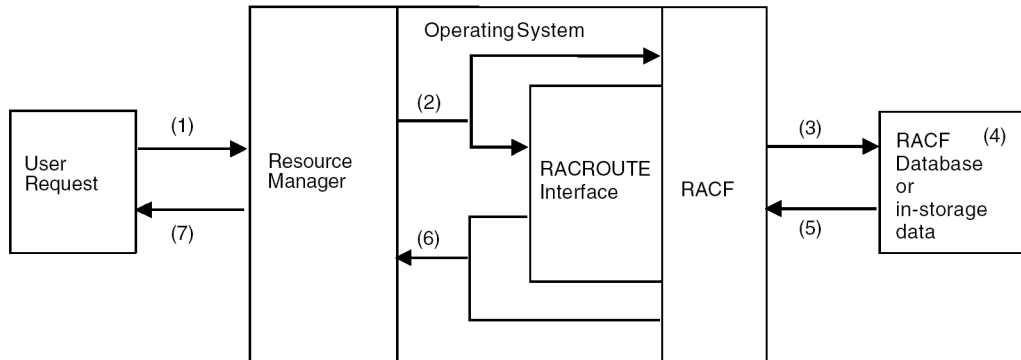 Operating System
(1)
(2)
(3)
User
Request
Resource
Manager
RACROUTE
Interface
RACF
RACF (4)
Database
or
in-storage
data
(7)
(6)
(5)